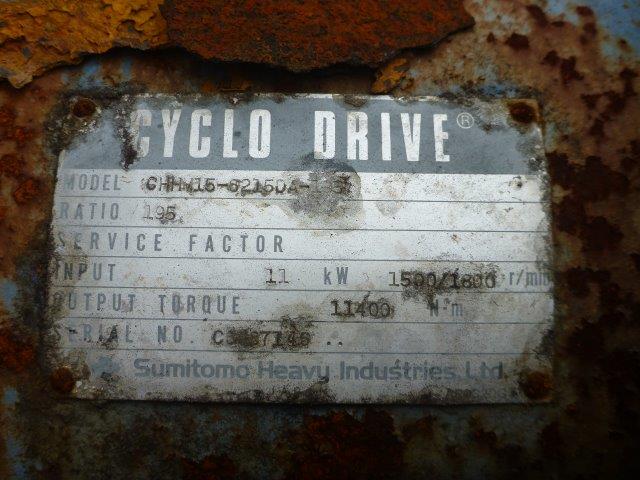 CYCLO DRIVE®
MODEL
RATIO 195
SERVICE FACTOR
INPUT 11 kW 1500/1800 r/min
OUTPUT TORQUE 11400 N·m
SERIAL NO.
Sumitomo Heavy Industries, Ltd.